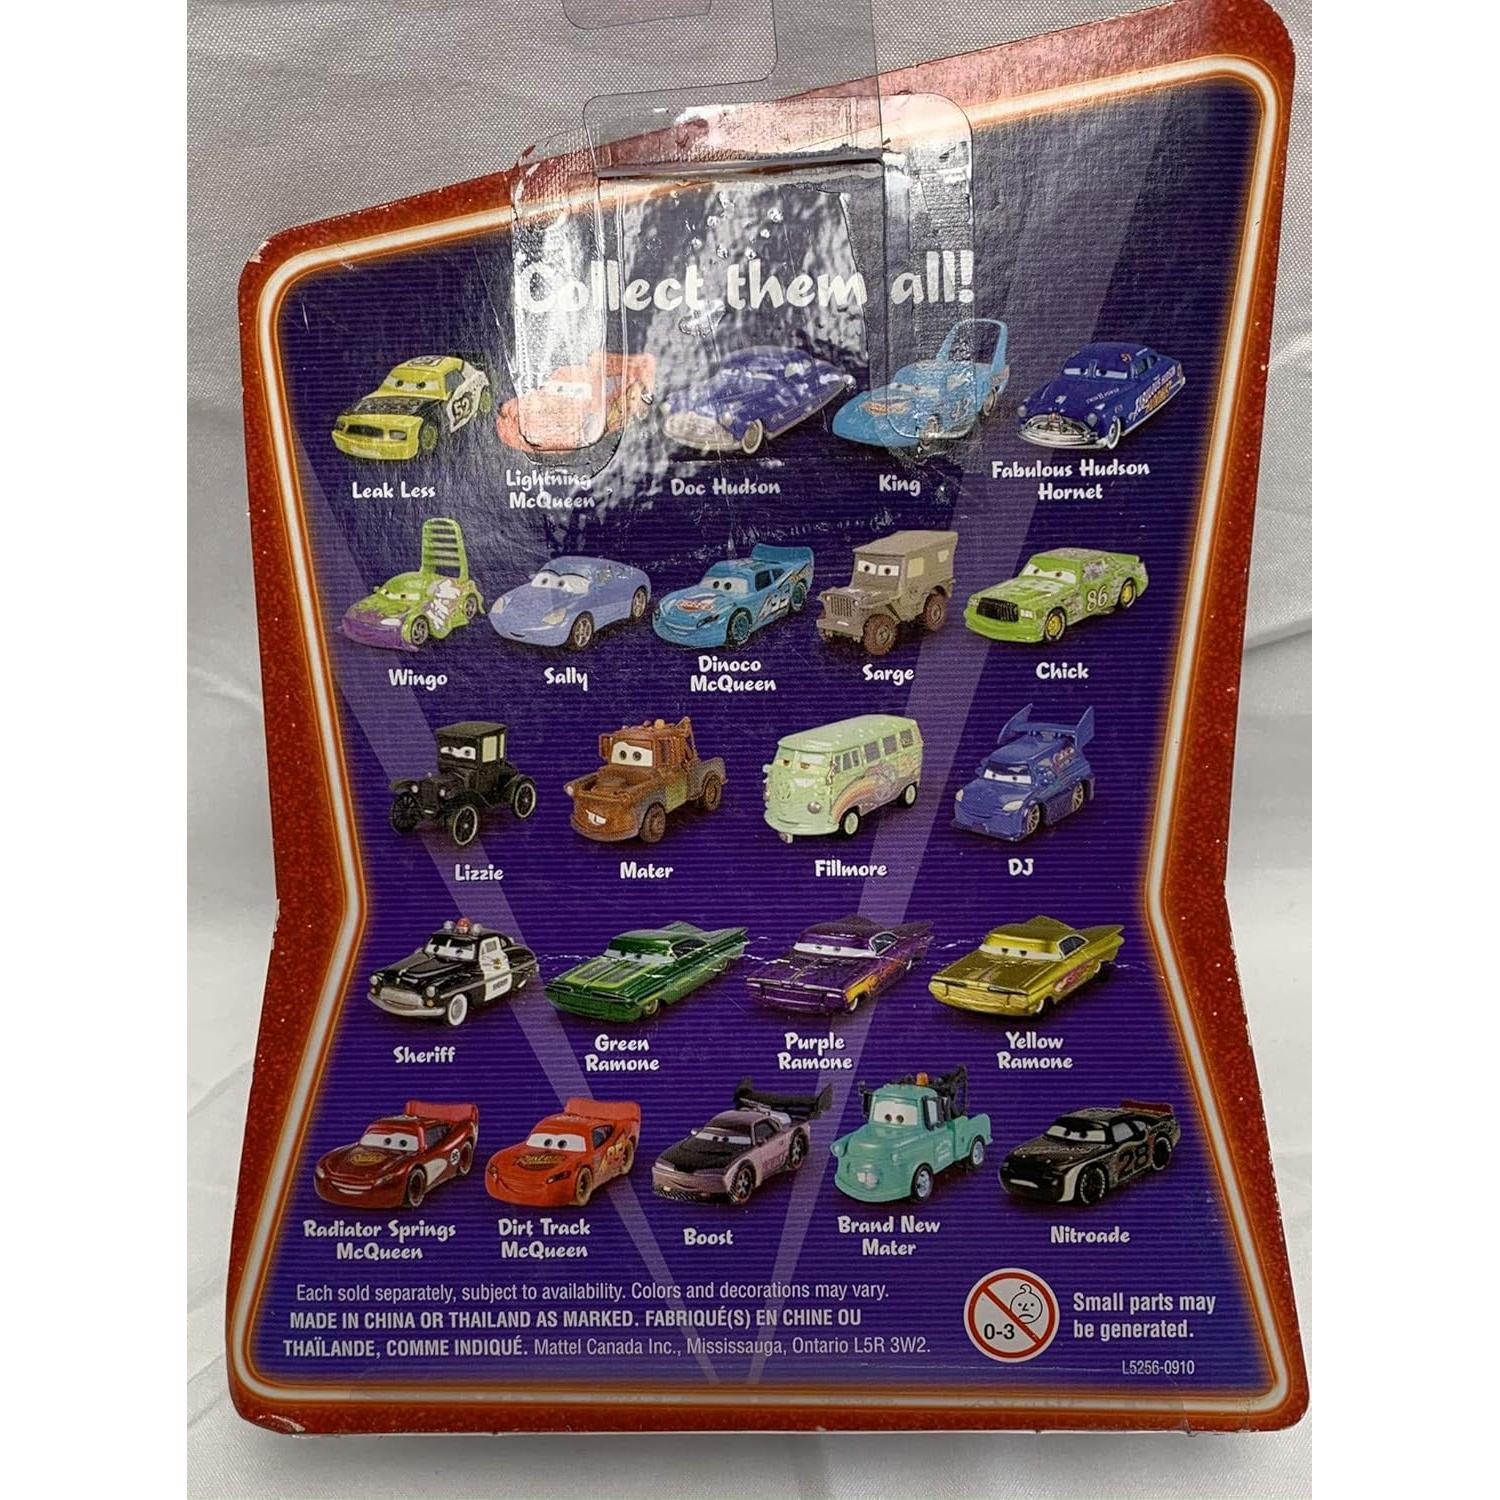 Collect them all!
Leak Less
Lightning
McQueen
Doc Hudson
King
Fabulous Hudson
Hornet
Wingo
Sally
Dinoco
McQueen
Sarge
Chick
Lizzie
Mater
Fillmore
DJ
Sheriff
Green
Ramone
Purple
Ramone
Yellow
Ramone
Radiator Springs
McQueen
Dirt Track
McQueen
Boost
Brand New
Mater
Nitroade
Each sold separately, subject to availability. Colors and decorations may vary.
MADE IN CHINA OR THAILAND AS MARKED. FABRIQUÉ(S) EN CHINE OU
THAÏLANDE, COMME INDIQUÉ. Mattel Canada Inc., Mississauga, Ontario L5R 3W2.
0-3
Small parts may
be generated.
L5256-0910
52
86
28